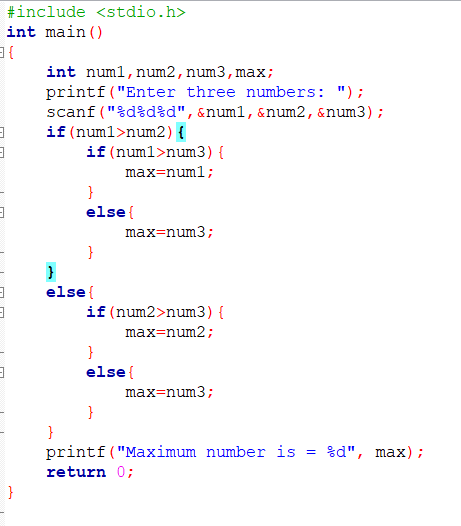 #include <stdio.h>
int main()
{
    int num1,num2,num3,max;
    printf("Enter three numbers: ");
    scanf("%d%d%d",&num1,&num2,&num3);
    if(num1>num2){
        if(num1>num3){
            max=num1;
        }
        else{
            max=num3;
        }
    }
    else{
        if(num2>num3){
            max=num2;
        }
        else{
            max=num3;
        }
    }
    printf("Maximum number is = %d", max);
    return 0;
}